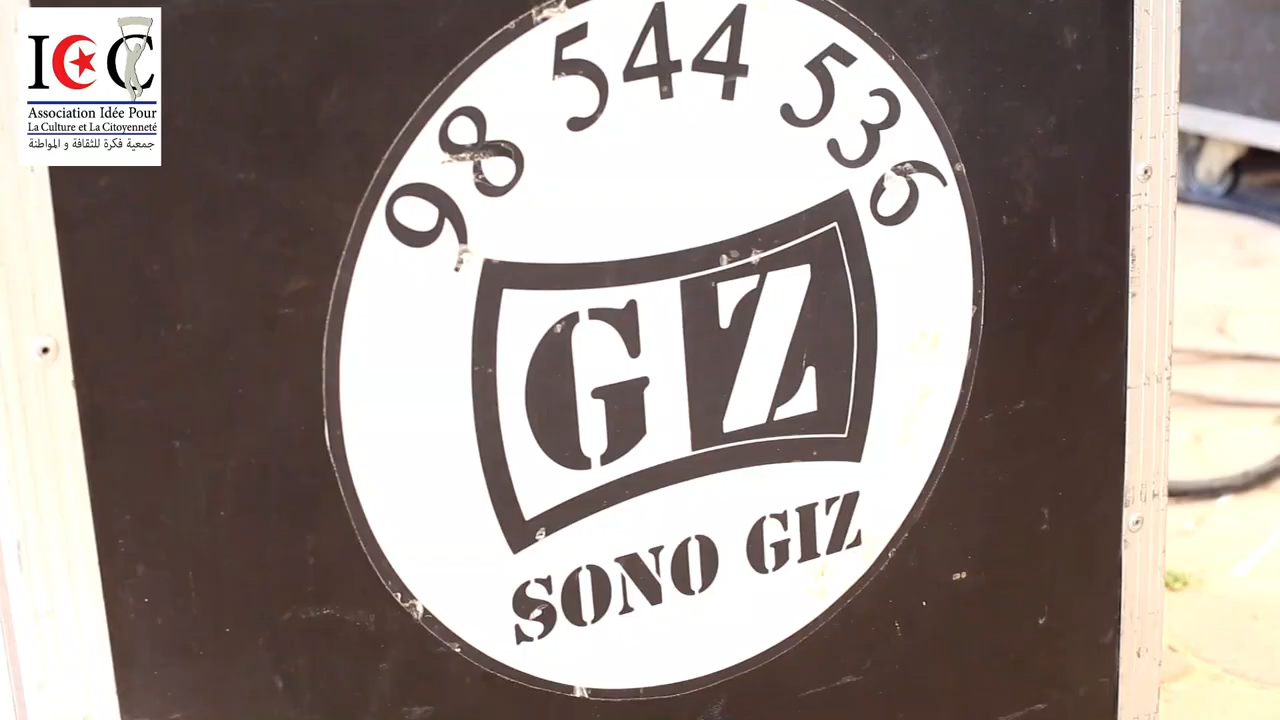 ICC
Association Idée Pour
La Culture et La Citoyenneté
جمعية فكرة للثقافة و المواطنة
98 544 536
GZ
SONO GIZ